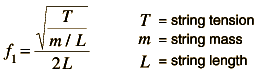 f₁ = √(T / (m / L)) / 2L
T = string tension
m = string mass
L = string length